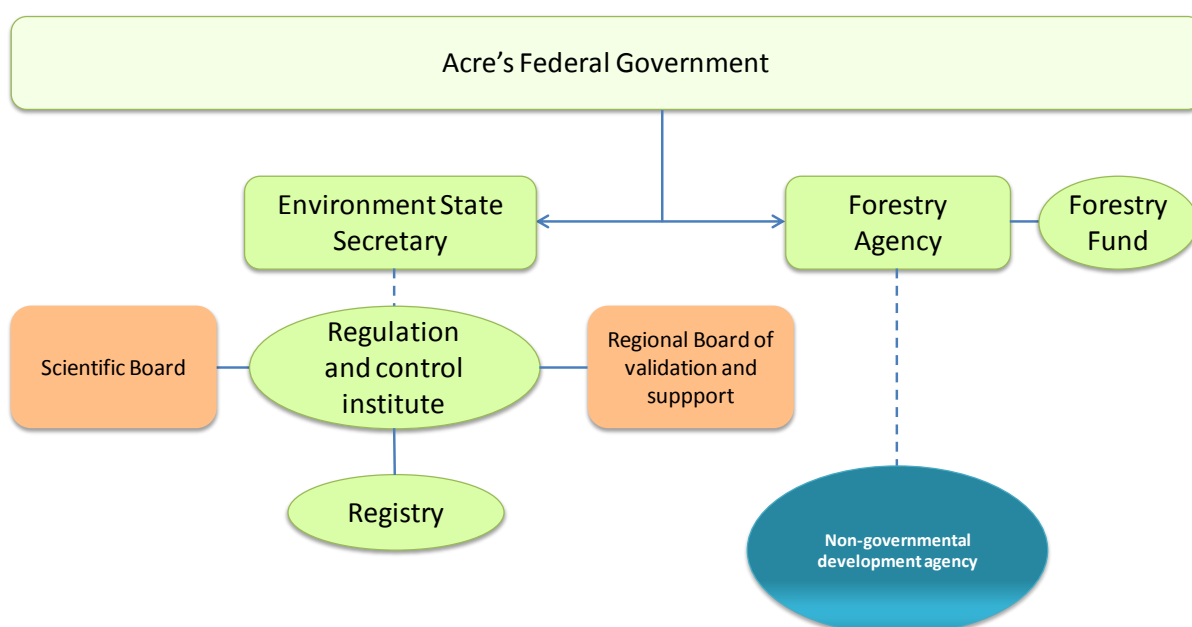 Acre's Federal Government
Environment State
Secretary
Forestry
Agency
Forestry
Fund
Scientific Board
Regulation
and control
institute
Regional Board of
validation and
suppport
Registry
Non-governmental
development agency